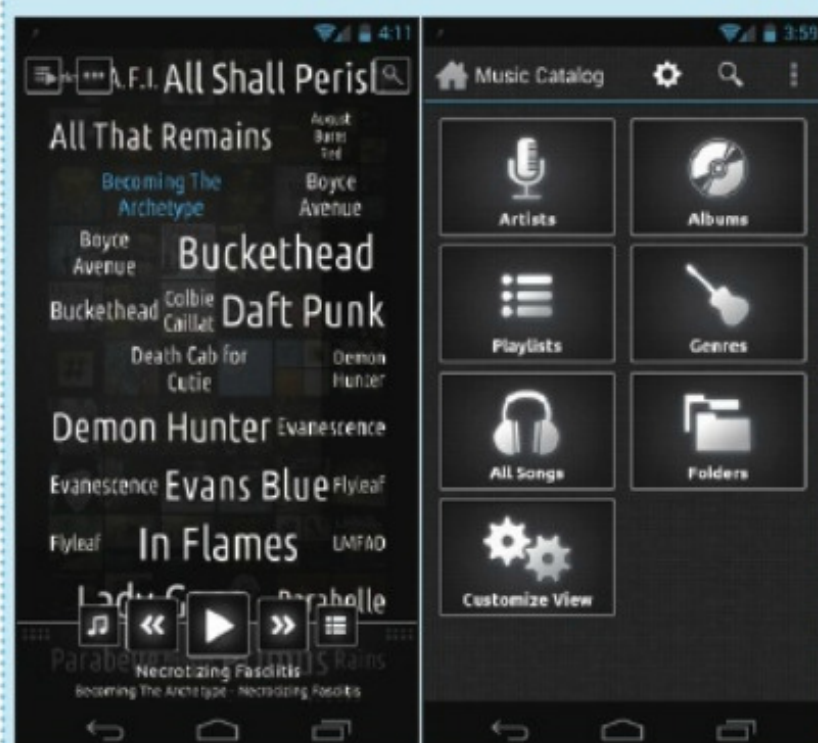 4:11
A.F.I. All Shall Peris
All That Remains
August
Burns
Red
Becoming The
Archetype
Boyce
Avenue
Boyce
Avenue
Buckethead
Buckethead
Colbie
Caillat
Daft Punk
Death Cab for
Cutie
Demon
Hunter
Demon Hunter Evanescence
Evanescence Evans Blue Flyleaf
Flyleaf In Flames LMFAO
Lady G
Rains
Necrotizing Fasciitis
Becoming The Archetype - Necrotizing Fasciitis
3:59
Music Catalog
Artists
Albums
Playlists
Genres
All Songs
Folders
Customize View